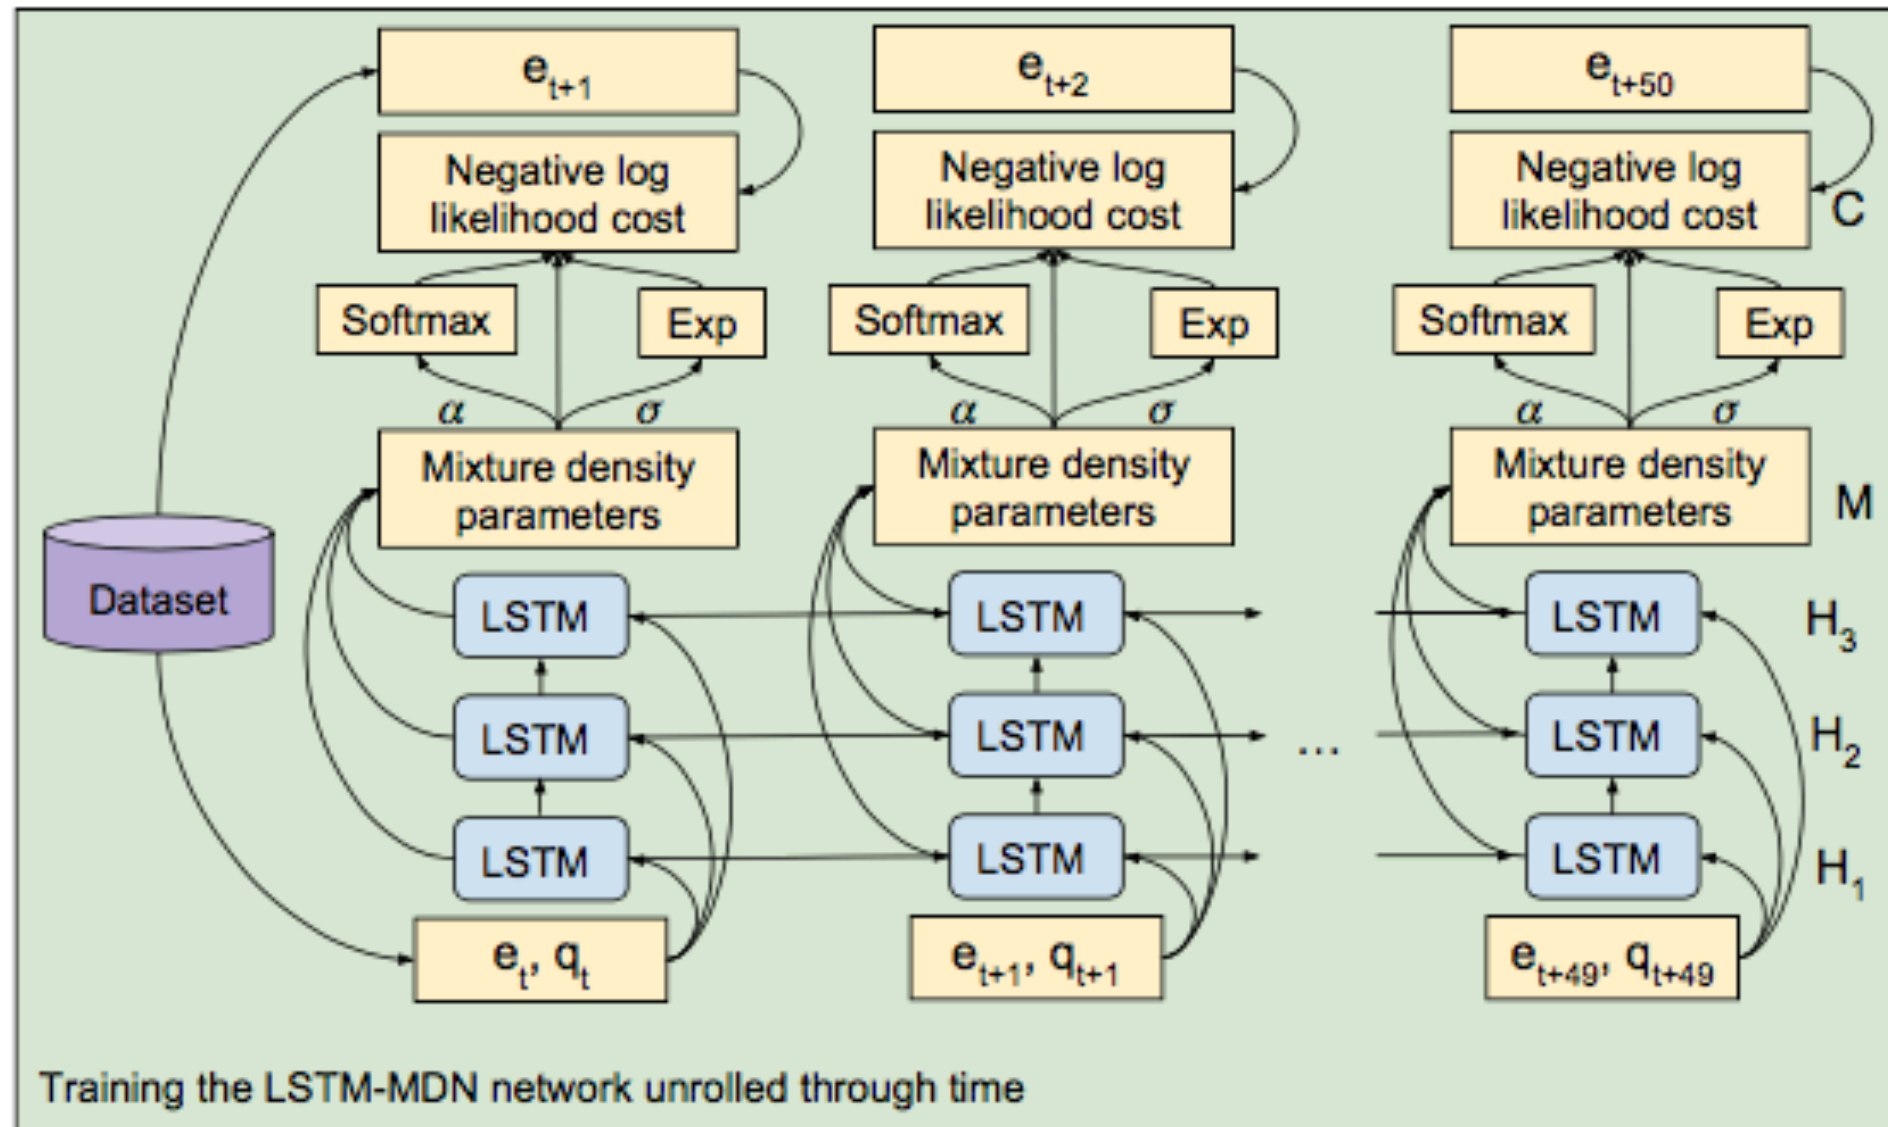 e_{t+1} e_{t+2} e_{t+50}
Negative log Negative log Negative log
likelihood cost likelihood cost likelihood cost C
Softmax Exp Softmax Exp Softmax Exp
α σ α σ α σ
Mixture density Mixture density Mixture density
parameters parameters parameters M
Dataset
LSTM LSTM LSTM H_3
LSTM LSTM ... LSTM H_2
LSTM LSTM LSTM H_1
e_t, q_t e_{t+1}, q_{t+1} e_{t+49}, q_{t+49}
Training the LSTM-MDN network unrolled through time